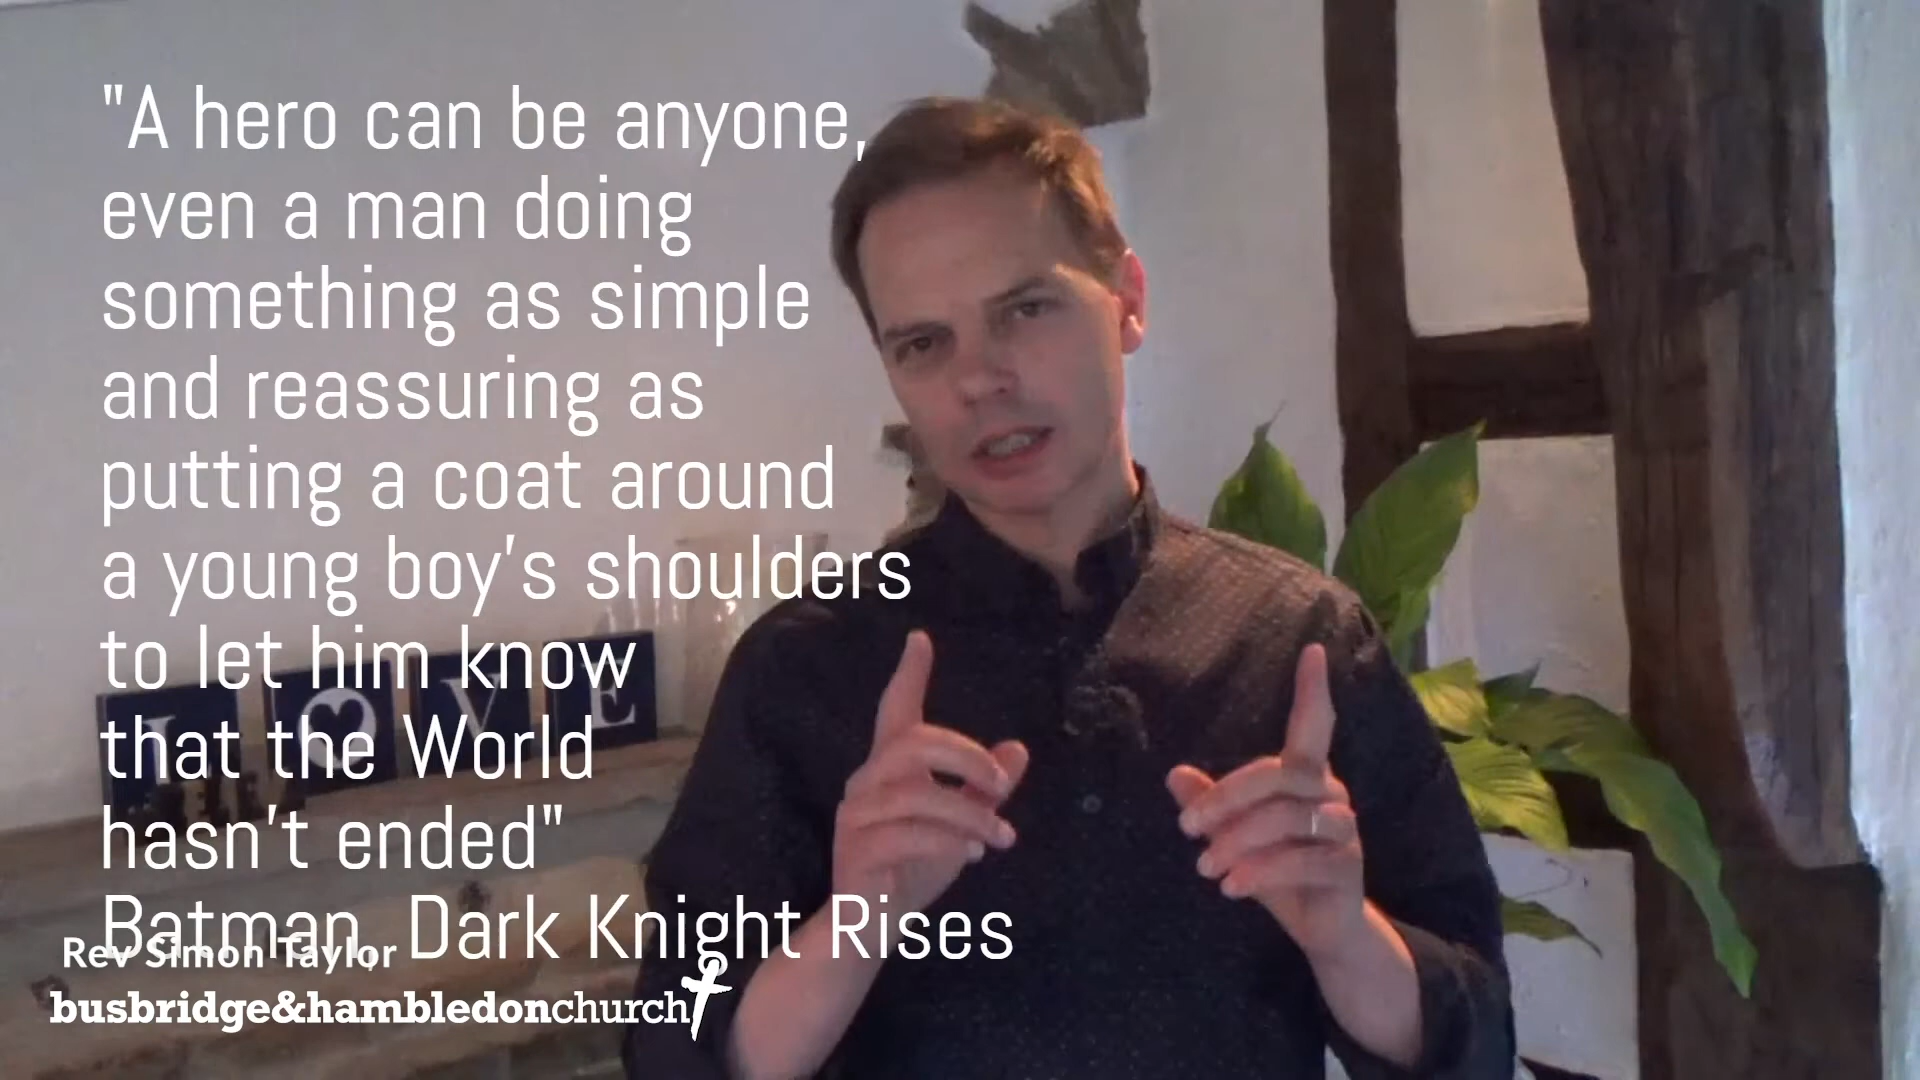 "A hero can be anyone,
even a man doing
something as simple
and reassuring as
putting a coat around
a young boy's shoulders
to let him know
that the World
hasn't ended"
Batman, Dark Knight Rises
Rev Simon Taylor
busbridge&hambledonchurch
LOVE